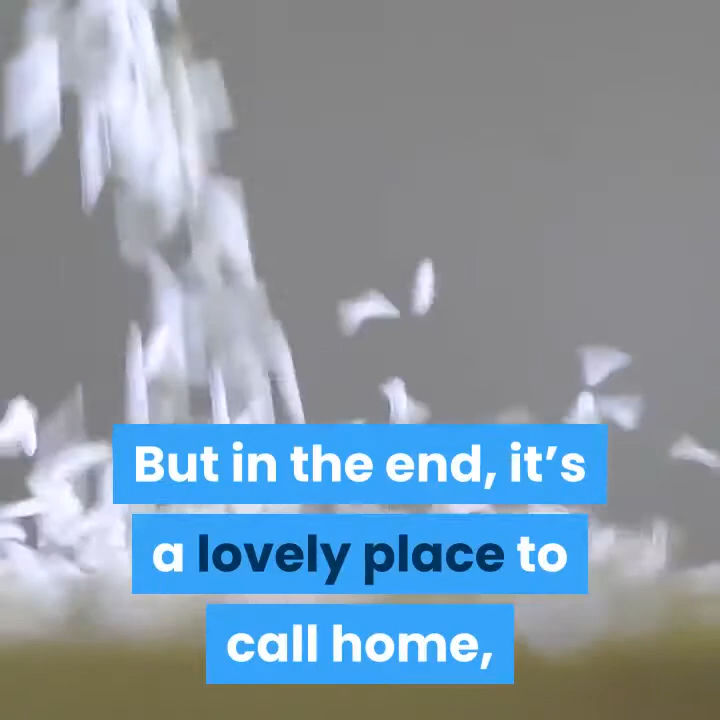 But in the end, it’s
a lovely place to
call home,